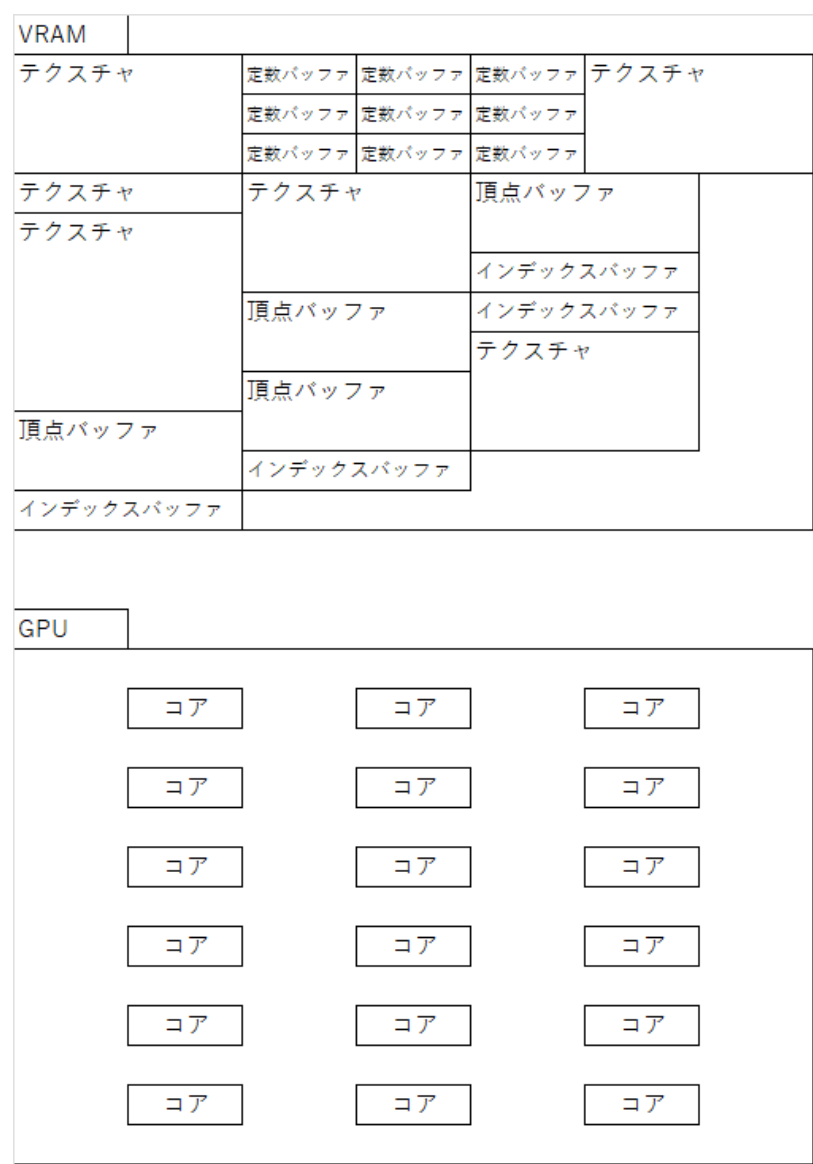 VRAM
テクスチャ 定数バッファ 定数バッファ 定数バッファ テクスチャ
定数バッファ 定数バッファ 定数バッファ
定数バッファ 定数バッファ 定数バッファ
テクスチャ テクスチャ 頂点バッファ
テクスチャ
インデックスバッファ
頂点バッファ インデックスバッファ
テクスチャ
頂点バッファ
頂点バッファ
インデックスバッファ
インデックスバッファ
GPU
コア コア コア
コア コア コア
コア コア コア
コア コア コア
コア コア コア
コア コア コア